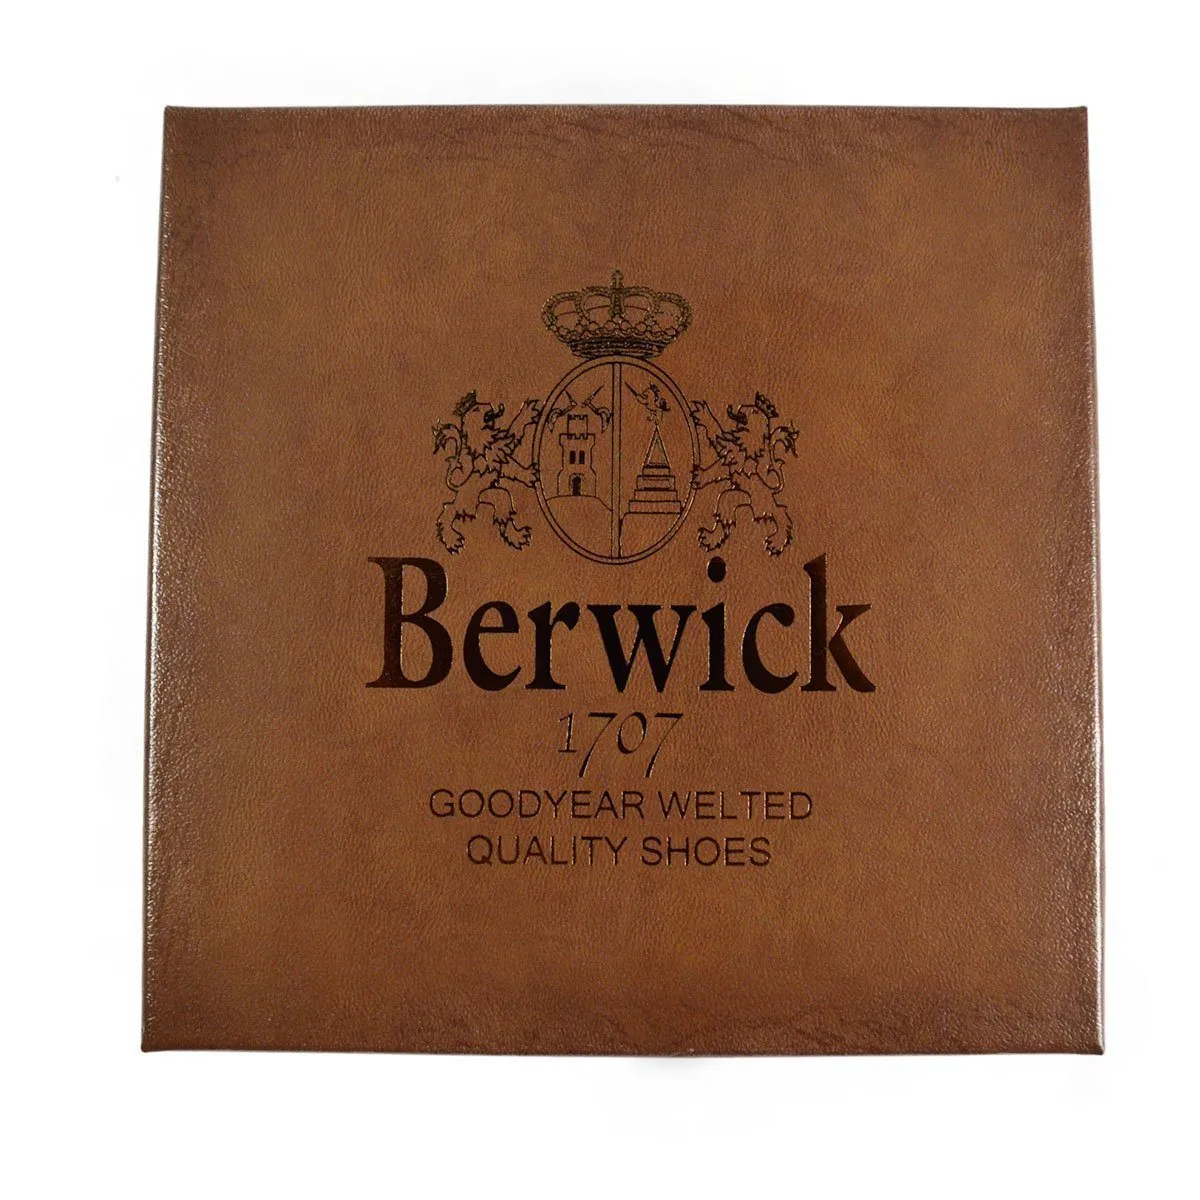 Berwick
1707
GOODYEAR WELTED
QUALITY SHOES